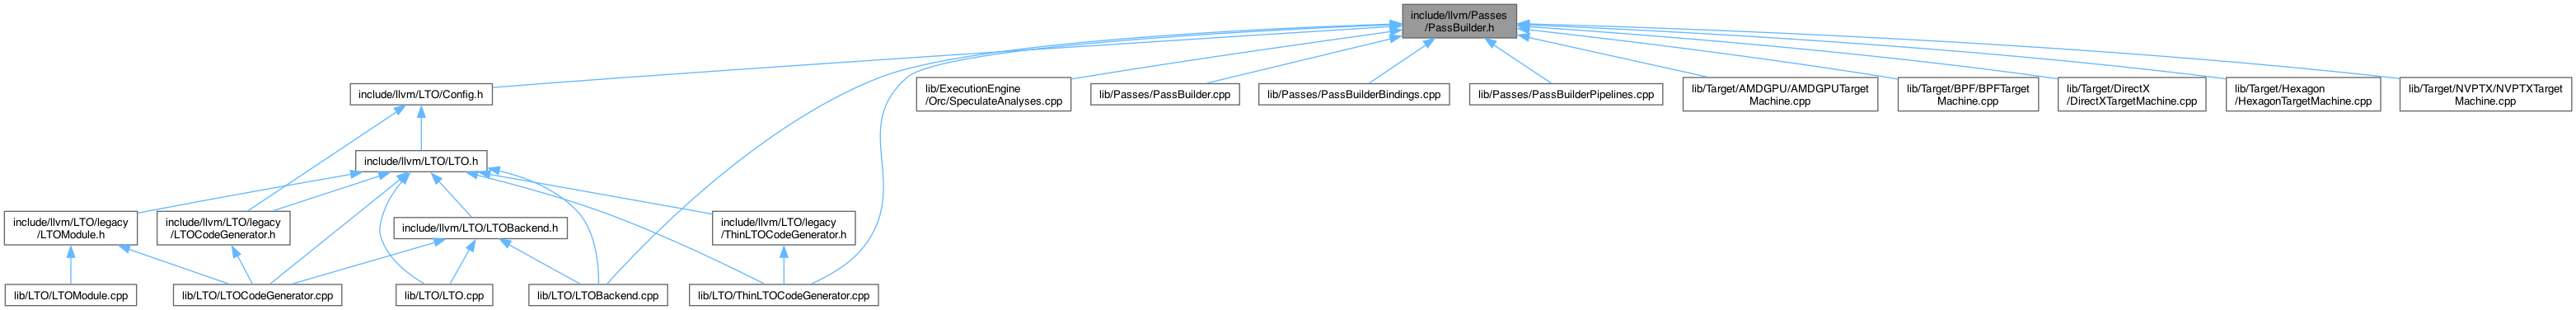 include/llvm/Passes
/PassBuilder.h
include/llvm/LTO/Config.h
lib/ExecutionEngine
/Orc/SpeculateAnalyses.cpp
lib/Passes/PassBuilder.cpp
lib/Passes/PassBuilderBindings.cpp
lib/Passes/PassBuilderPipelines.cpp
lib/Target/AMDGPU/AMDGPUTarget
Machine.cpp
lib/Target/BPF/BPFTarget
Machine.cpp
lib/Target/DirectX
/DirectXTargetMachine.cpp
lib/Target/Hexagon
/HexagonTargetMachine.cpp
lib/Target/NVPTX/NVPTXTarget
Machine.cpp
include/llvm/LTO/LTO.h
include/llvm/LTO/legacy
/LTOModule.h
include/llvm/LTO/legacy
/LTOCodeGenerator.h
include/llvm/LTO/LTOBackend.h
include/llvm/LTO/legacy
/ThinLTOCodeGenerator.h
lib/LTO/LTOModule.cpp
lib/LTO/LTOCodeGenerator.cpp
lib/LTO/LTO.cpp
lib/LTO/LTOBackend.cpp
lib/LTO/ThinLTOCodeGenerator.cpp